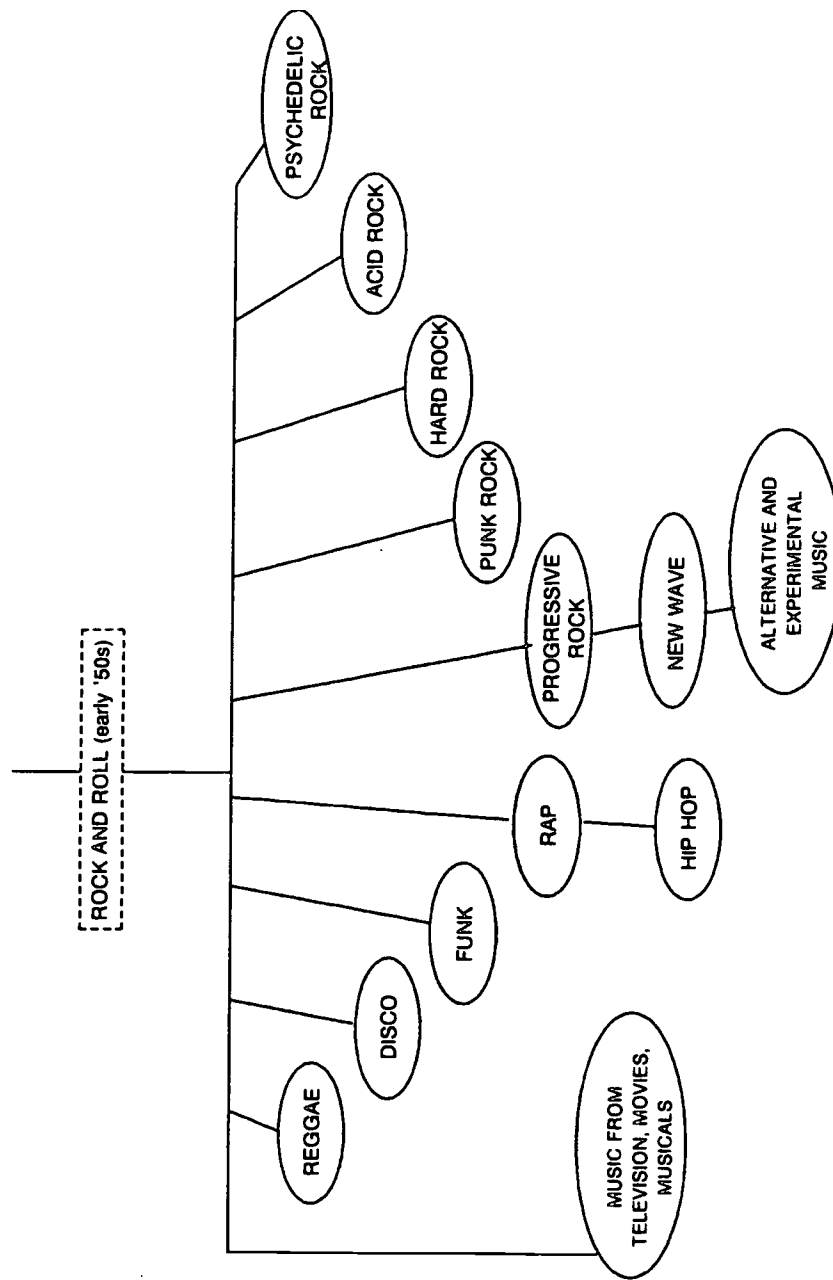 ROCK AND ROLL (early '50s)
REGGAE
DISCO
FUNK
RAP
HIP HOP
PROGRESSIVE
ROCK
NEW WAVE
ALTERNATIVE AND
EXPERIMENTAL
MUSIC
PUNK ROCK
HARD ROCK
ACID ROCK
PSYCHEDELIC
ROCK
MUSIC FROM
TELEVISION, MOVIES,
MUSICALS